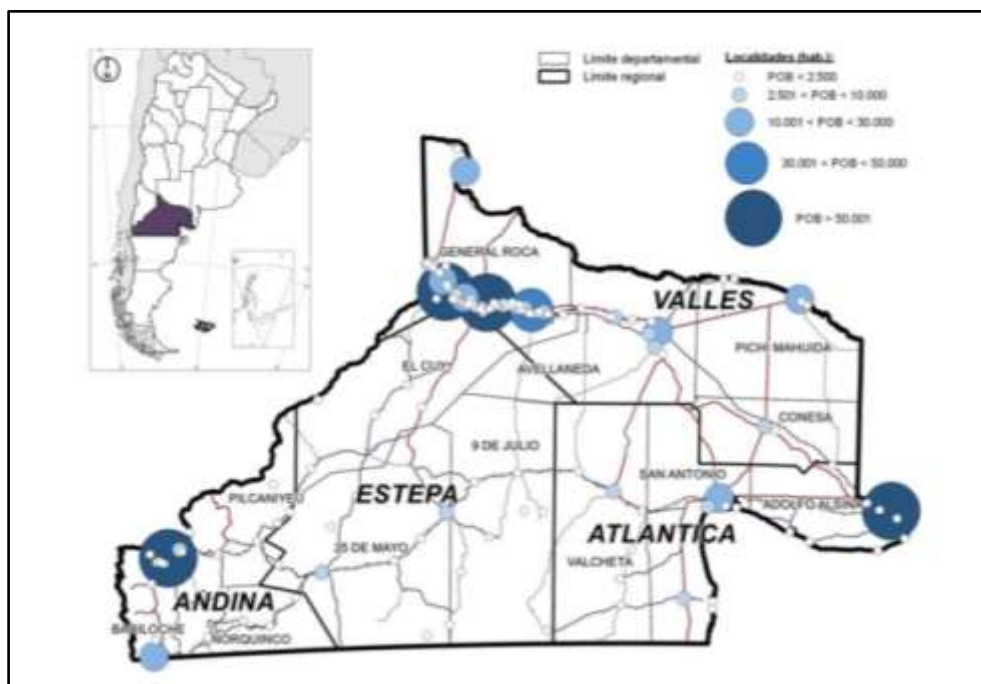 Límite departamental
Límite regional
Localidades (hab.):
POB < 2.500
2.501 < POB < 10.000
10.001 < POB < 30.000
30.001 < POB < 50.000
POB > 50.001
GENERAL ROCA
VALLES
PICHI MAHUIDA
EL CUY
AVELLANEDA
CONESA
9 DE JULIO
SAN ANTONIO
PILCANIYEU
ESTEPA
ADOLFO ALSINA
ATLANTICA
25 DE MAYO
VALCHETA
ANDINA
BARILOCHE
ÑORQUINCO